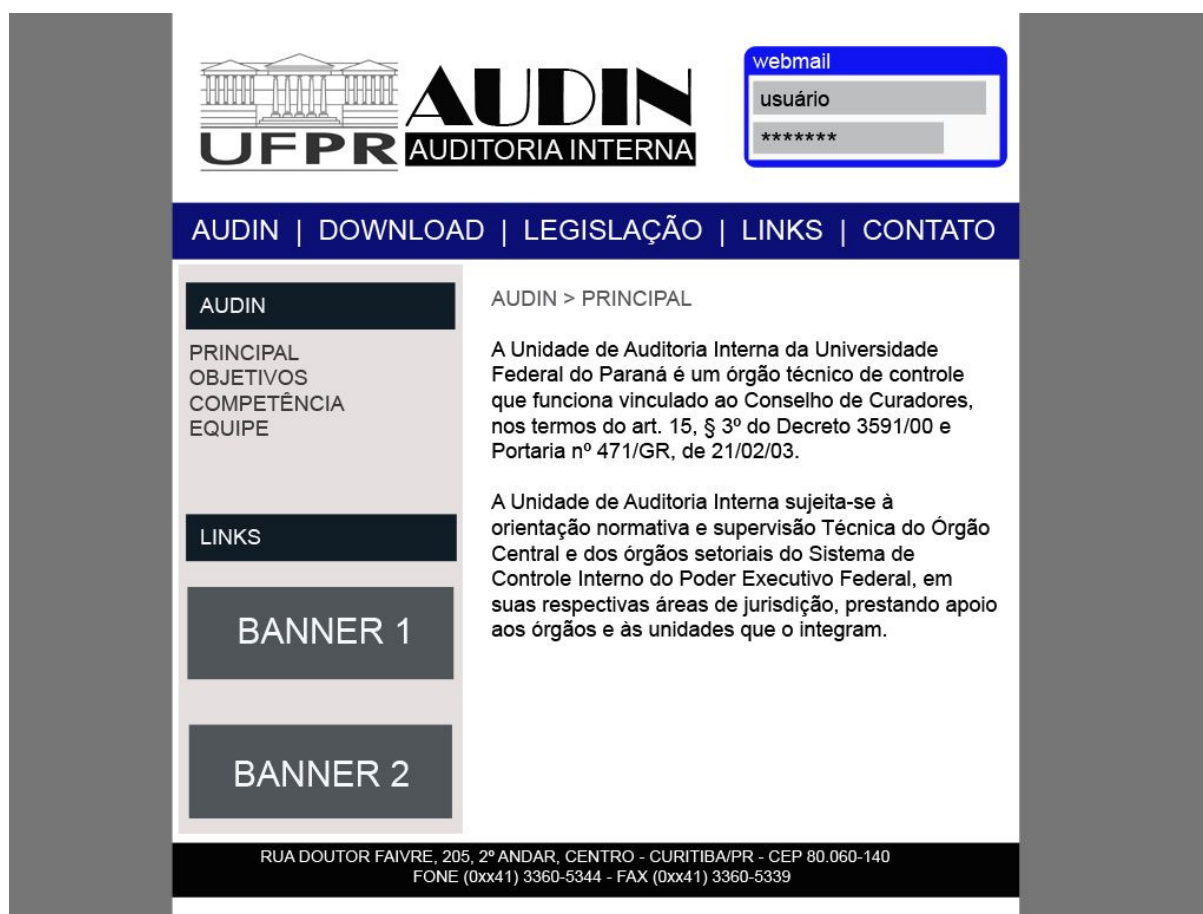 UFPR
AUDIN
AUDITORIA INTERNA
webmail
usuário
*******
AUDIN | DOWNLOAD | LEGISLAÇÃO | LINKS | CONTATO
AUDIN
PRINCIPAL
OBJETIVOS
COMPETÊNCIA
EQUIPE
LINKS
BANNER 1
BANNER 2
AUDIN > PRINCIPAL
A Unidade de Auditoria Interna da Universidade
Federal do Paraná é um órgão técnico de controle
que funciona vinculado ao Conselho de Curadores,
nos termos do art. 15, § 3º do Decreto 3591/00 e
Portaria nº 471/GR, de 21/02/03.
A Unidade de Auditoria Interna sujeita-se à
orientação normativa e supervisão Técnica do Órgão
Central e dos órgãos setoriais do Sistema de
Controle Interno do Poder Executivo Federal, em
suas respectivas áreas de jurisdição, prestando apoio
aos órgãos e às unidades que o integram.
RUA DOUTOR FAIVRE, 205, 2º ANDAR, CENTRO - CURITIBA/PR - CEP 80.060-140
FONE (0xx41) 3360-5344 - FAX (0xx41) 3360-5339